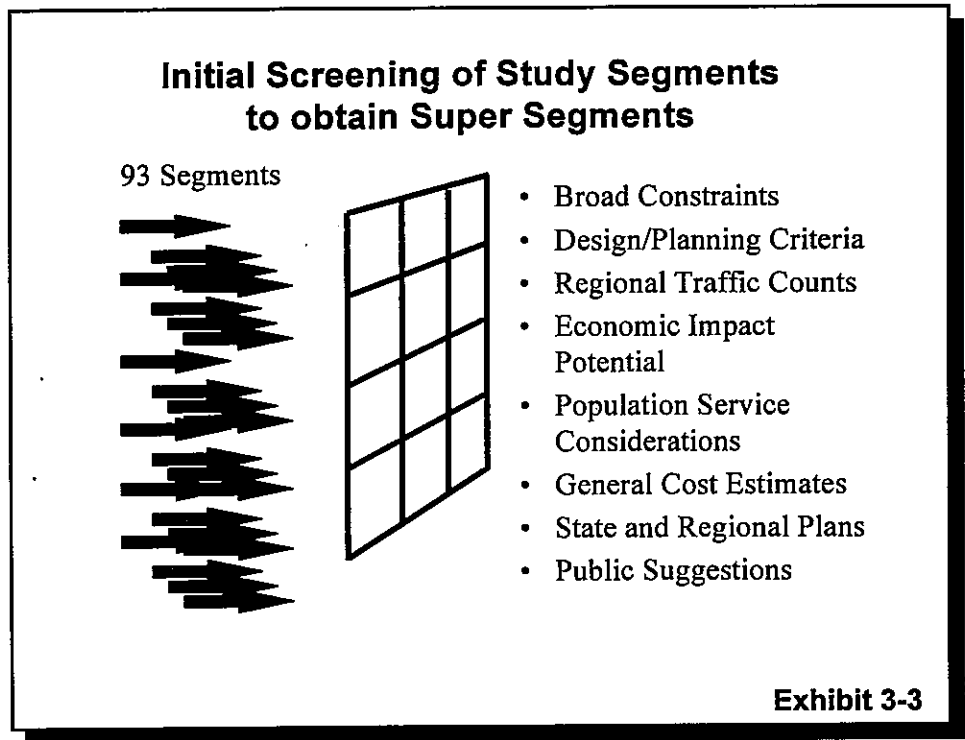 Initial Screening of Study Segments
to obtain Super Segments
93 Segments
• Broad Constraints
• Design/Planning Criteria
• Regional Traffic Counts
• Economic Impact
Potential
• Population Service
Considerations
• General Cost Estimates
• State and Regional Plans
• Public Suggestions
Exhibit 3-3